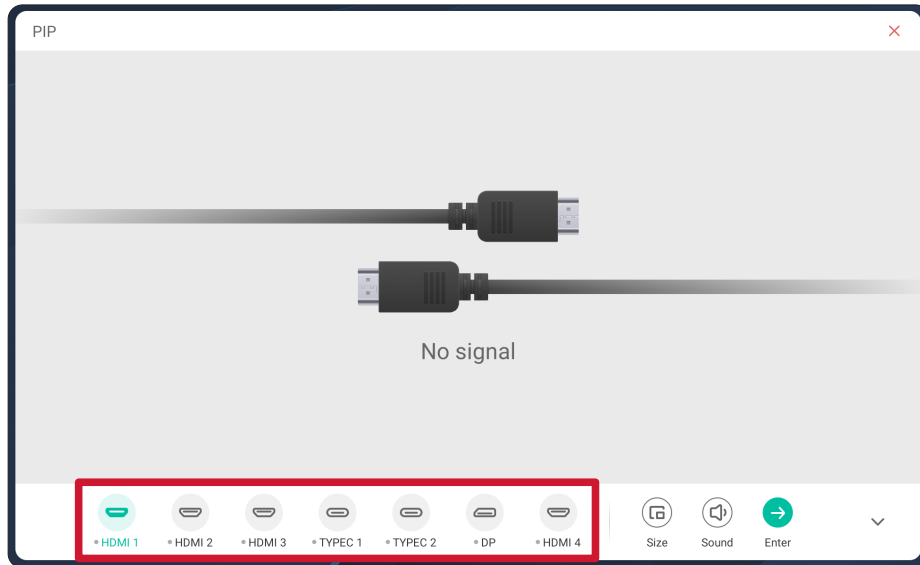 PIP
No signal
HDMI 1
HDMI 2
HDMI 3
TYPEC 1
TYPEC 2
DP
HDMI 4
Size
Sound
Enter